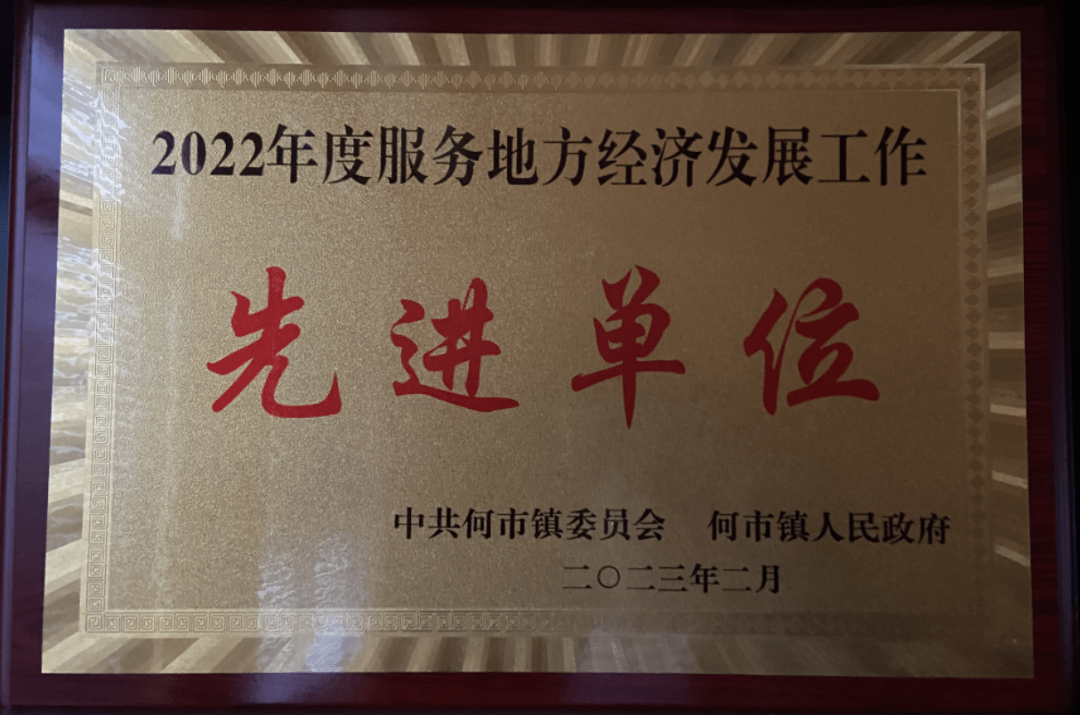 2022年度服务地方经济发展工作
先进单位
中共何市镇委员会 何市镇人民政府
二〇二三年二月